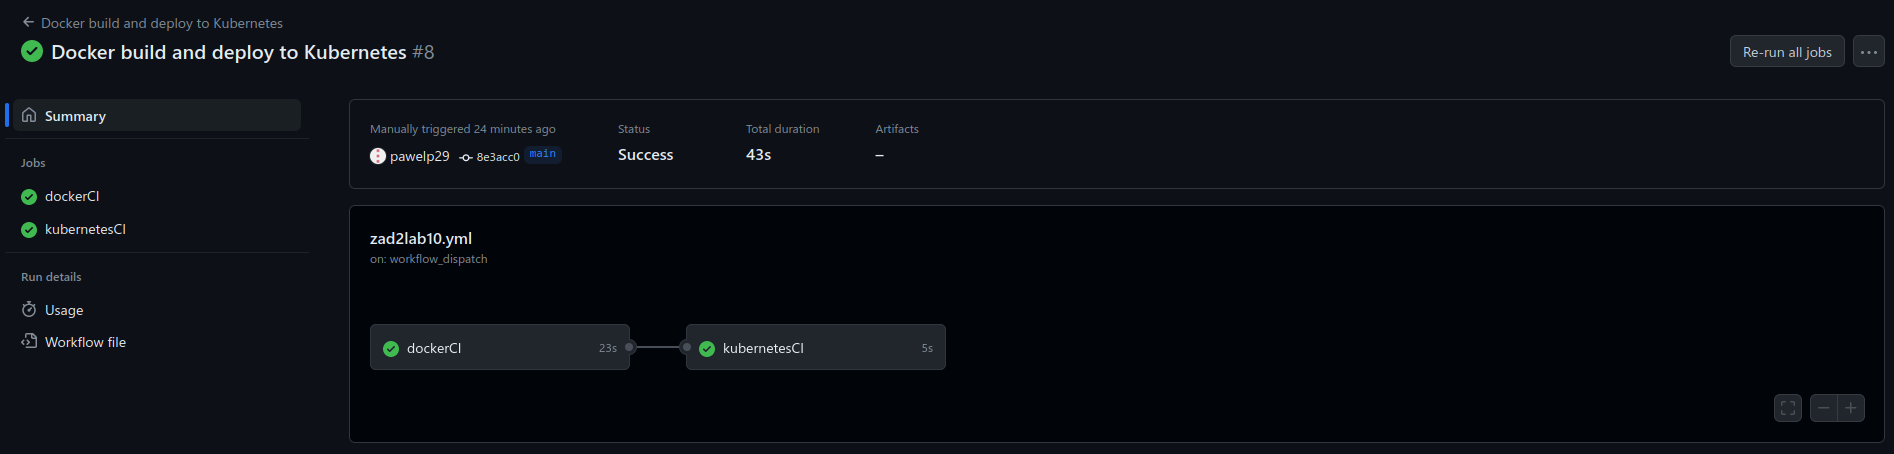 Docker build and deploy to Kubernetes
Docker build and deploy to Kubernetes #8
Re-run all jobs
Summary
Jobs
dockerCI
kubernetesCI
Run details
Usage
Workflow file
Manually triggered 24 minutes ago
pawelp29 8e3acc0 main
Status
Success
Total duration
43s
Artifacts
–
zad2lab10.yml
on: workflow_dispatch
dockerCI 23s
kubernetesCI 5s